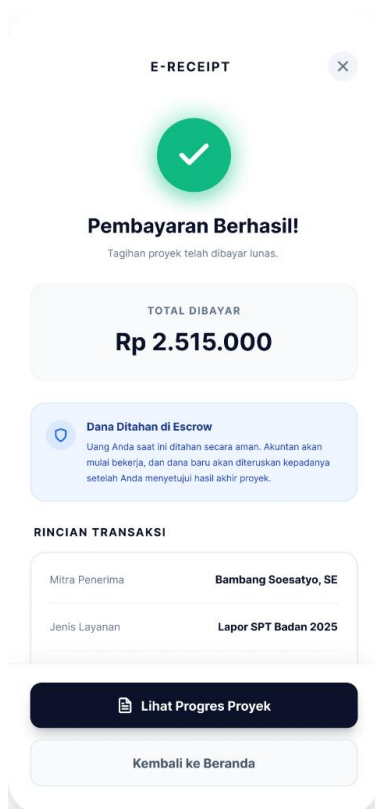 E-RECEIPT
Pembayaran Berhasil!
Tagihan proyek telah dibayar lunas.
TOTAL DIBAYAR
Rp 2.515.000
Dana Ditahan di Escrow
Uang Anda saat ini ditahan secara aman. Akuntan akan
mulai bekerja, dan dana baru akan diteruskan kepadanya
setelah Anda menyetujui hasil akhir proyek.
RINCIAN TRANSAKSI
Mitra Penerima Bambang Soesatyo, SE
Jenis Layanan Lapor SPT Badan 2025
Lihat Progres Proyek
Kembali ke Beranda